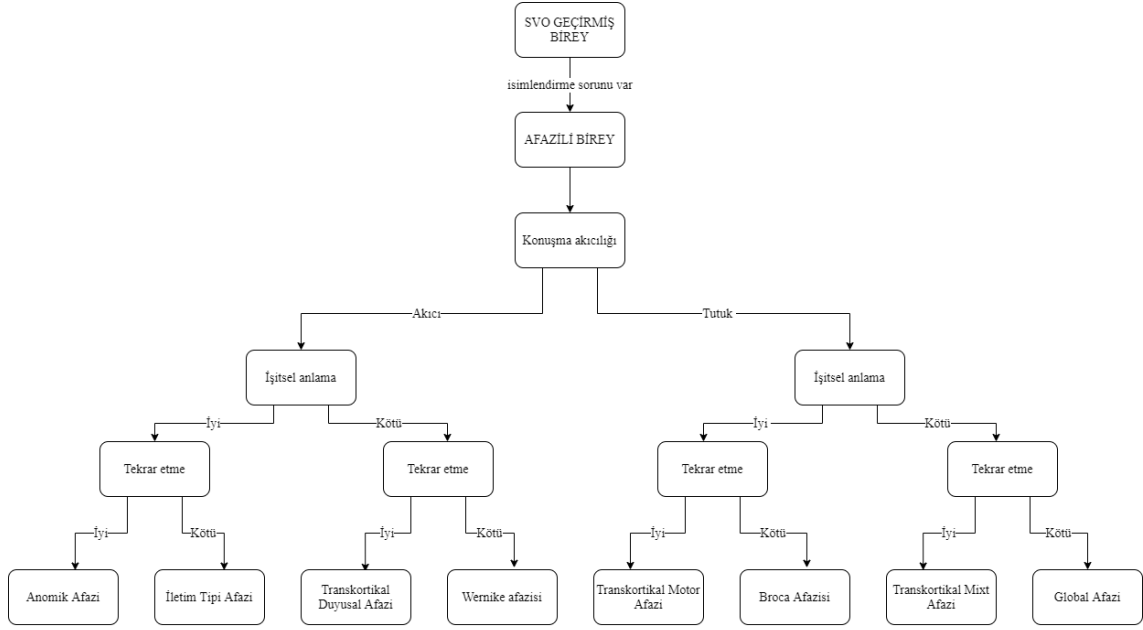 SVO GEÇİRMİŞ
BİREY
isimlendirme sorunu var
AFAZİLİ BİREY
Konuşma akıcılığı
Akıcı
Tutuk
İşitsel anlama
İşitsel anlama
İyi
Kötü
İyi
Kötü
Tekrar etme
Tekrar etme
Tekrar etme
Tekrar etme
İyi
Kötü
İyi
Kötü
İyi
Kötü
İyi
Kötü
Anomik Afazi
İletim Tipi Afazi
Transkortikal
Duyusal Afazi
Wernike afazisi
Transkortikal Motor
Afazi
Broca Afazisi
Transkortikal Mixt
Afazi
Global Afazi